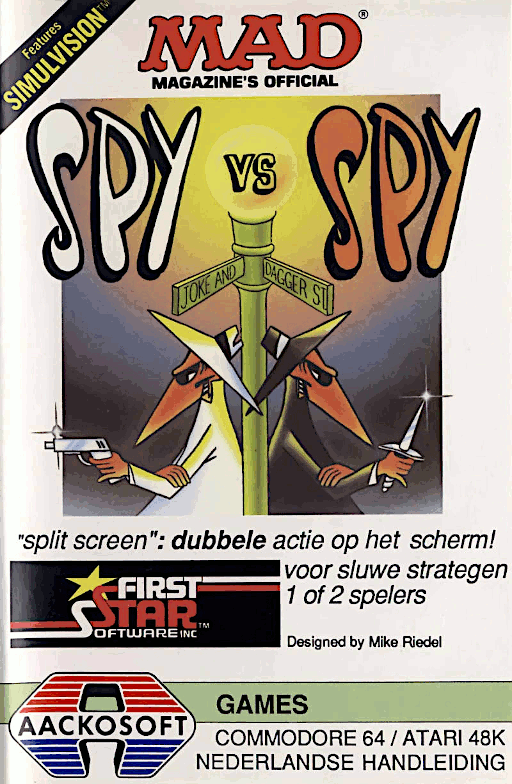 Features
SIMULVISION™
MAD®
MAGAZINE'S OFFICIAL
SPY VS SPY
JOKE AND
DAGGER ST
"split screen": dubbele actie op het scherm!
voor sluwe strategen
1 of 2 spelers
FIRST
STAR™
SOFTWARE INC
Designed by Mike Riedel
GAMES
AACKOSOFT
COMMODORE 64 / ATARI 48K
NEDERLANDSE HANDLEIDING